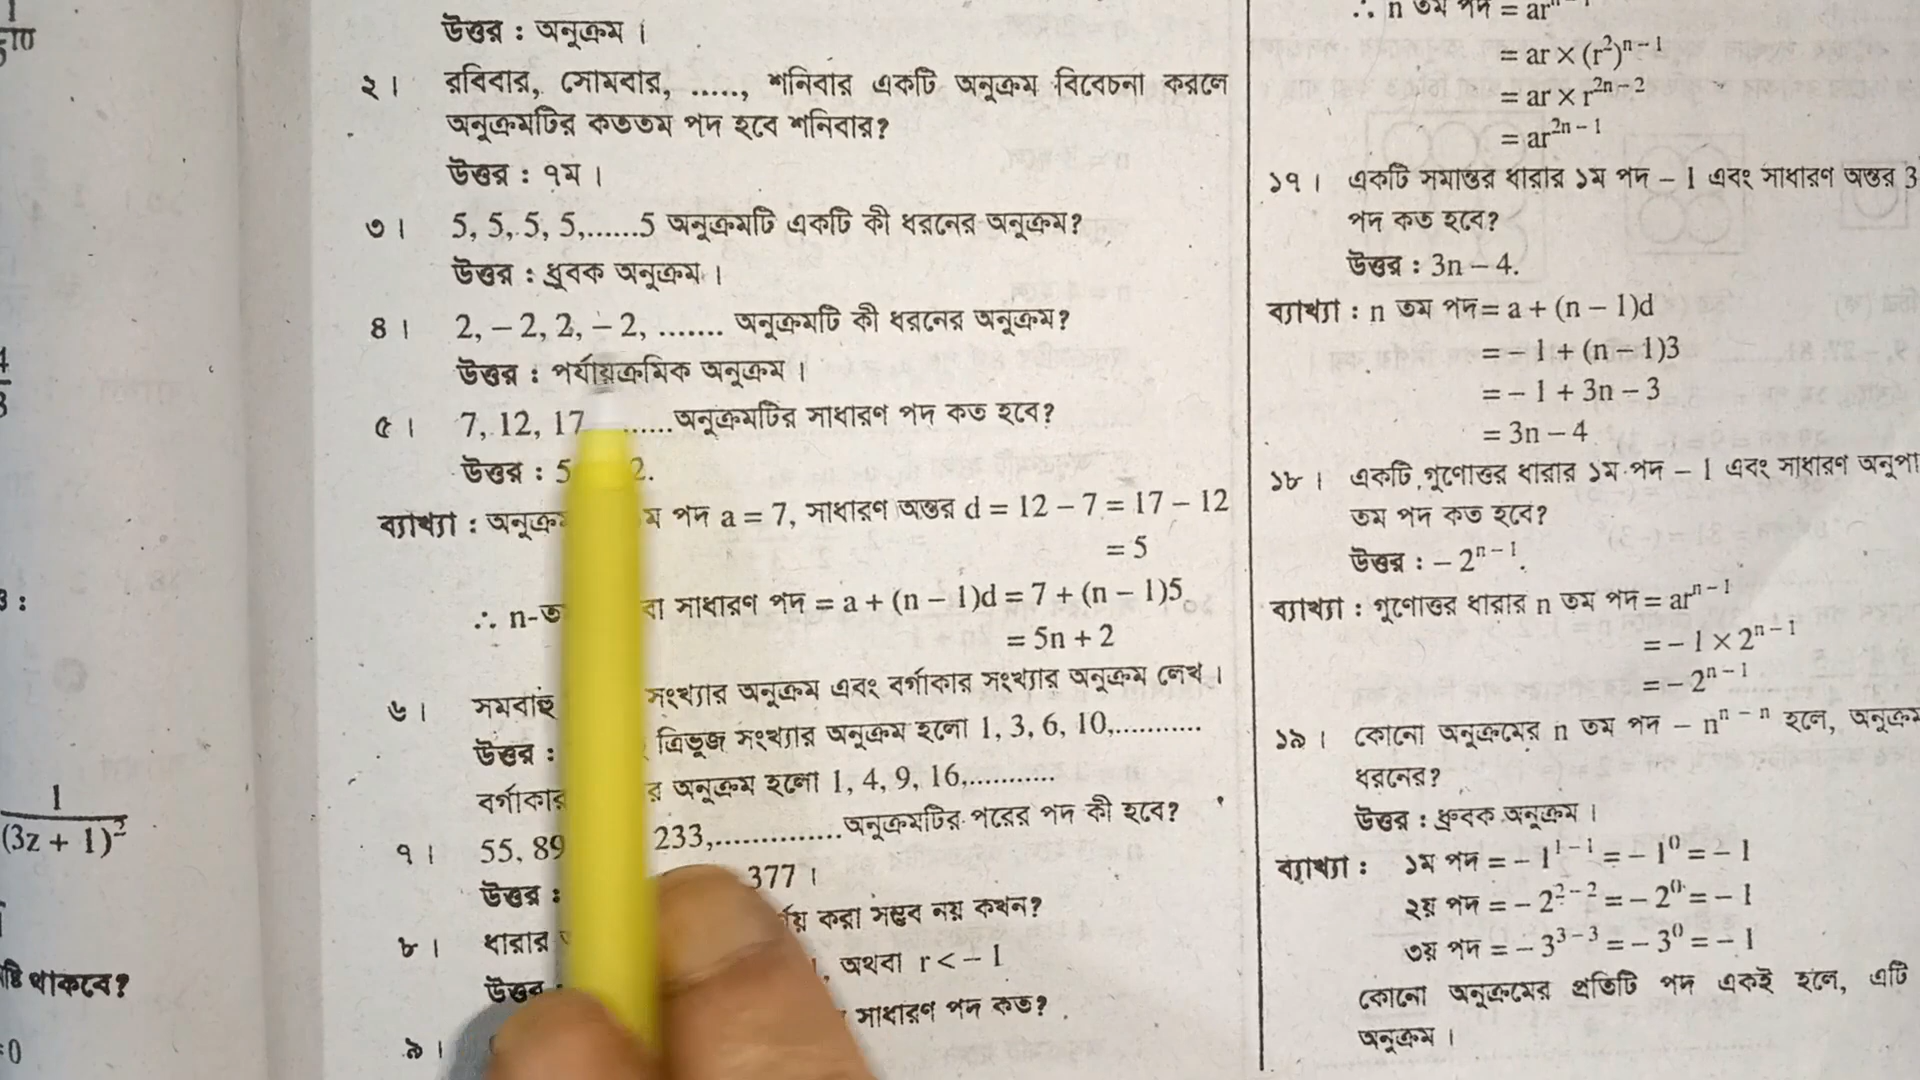 উত্তর : অনুক্রম ।
২ । রবিবার, সোমবার, ....., শনিবার একটি অনুক্রম বিবেচনা করলে
অনুক্রমটির কততম পদ হবে শনিবার?
উত্তর : ৭ম ।
৩ । 5, 5, 5, 5,......5 অনুক্রমটি একটি কী ধরনের অনুক্রম?
উত্তর : ধ্রুবক অনুক্রম ।
৪ । 2, – 2, 2, – 2, ....... অনুক্রমটি কী ধরনের অনুক্রম?
উত্তর : পর্যায়ক্রমিক অনুক্রম ।
৫ । 7, 12, 17 ......অনুক্রমটির সাধারণ পদ কত হবে?
উত্তর : 5 2.
ব্যাখ্যা : পদ a = 7, সাধারণ অন্তর d = 12 – 7 = 17 – 12
= 5
∴ n- সাধারণ পদ = a + (n – 1)d = 7 + (n – 1)5
= 5n + 2
৬ । সমবাহু সংখ্যার অনুক্রম এবং বর্গাকার সংখ্যার অনুক্রম লেখ ।
উত্তর : ত্রিভুজ সংখ্যার অনুক্রম হলো 1, 3, 6, 10,...........
বর্গাকার অনুক্রম হলো 1, 4, 9, 16,............
৭ । 55, 89 233,..............অনুক্রমটির পরের পদ কী হবে?
উত্তর : 377 ।
৮ । ধারার করা সম্ভব নয় কখন?
উত্তর : অথবা r < – 1
৯ । সাধারণ পদ কত?
∴ n তম পদ = ar
= ar × (r²)ⁿ⁻¹
= ar × r²ⁿ⁻²
= ar²ⁿ⁻¹
১৭ । একটি সমান্তর ধারার ১ম পদ – 1 এবং সাধারণ অন্তর 3
পদ কত হবে?
উত্তর : 3n – 4.
ব্যাখ্যা : n তম পদ = a + (n – 1)d
= – 1 + (n – 1)3
= – 1 + 3n – 3
= 3n – 4
১৮ । একটি গুণোত্তর ধারার ১ম পদ – 1 এবং সাধারণ
তম পদ কত হবে?
উত্তর : – 2ⁿ⁻¹.
ব্যাখ্যা : গুণোত্তর ধারার n তম পদ = arⁿ⁻¹
= – 1 × 2ⁿ⁻¹
= – 2ⁿ⁻¹
১৯ । কোনো অনুক্রমের n তম পদ – nⁿ⁻ⁿ হলে,
ধরনের?
উত্তর : ধ্রুবক অনুক্রম ।
ব্যাখ্যা : ১ম পদ = – 1¹⁻¹ = – 1⁰ = – 1
২য় পদ = – 2²⁻² = – 2⁰ = – 1
৩য় পদ = – 3³⁻³ = – 3⁰ = – 1
কোনো অনুক্রমের প্রতিটি পদ একই হলে, এটি
অনুক্রম ।
1
(3z + 1)²
থাকবে?